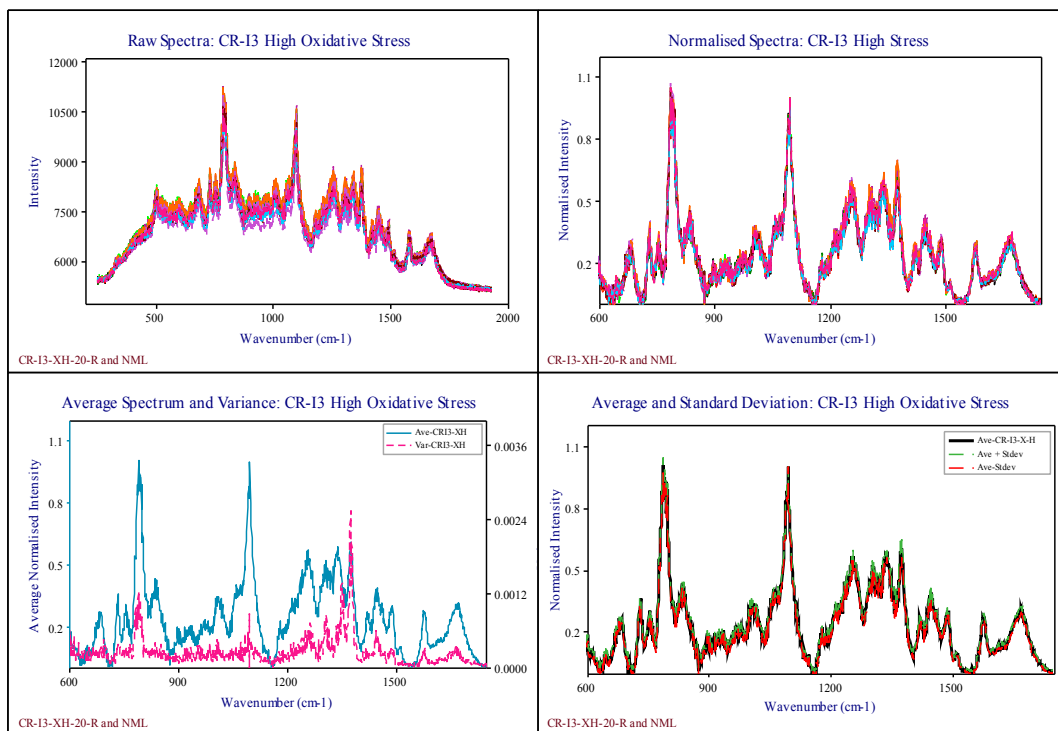 Raw Spectra: CR-I3 High Oxidative Stress
12000
10500
9000
7500
6000
Intensity
500
1000
1500
2000
Wavenumber (cm-1)
CR-I3-XH-20-R and NML
Normalised Spectra: CR-I3 High Stress
1.1
0.8
0.5
0.2
Normalised Intensity
600
900
1200
1500
Wavenumber (cm-1)
CR-I3-XH-20-R and NML
Average Spectrum and Variance: CR-I3 High Oxidative Stress
Ave-CRI3-XH
Var-CRI3-XH
1.1
0.8
0.5
0.2
Average Normalised Intensity
0.0036
0.0024
0.0012
0.0000
600
900
1200
1500
Wavenumber (cm-1)
CR-I3-XH-20-R and NML
Average and Standard Deviation: CR-I3 High Oxidative Stress
Ave-CR-I3-X-H
Ave + Stdev
Ave-Stdev
1.1
0.8
0.5
0.2
Normalised Intensity
600
900
1200
1500
Wavenumber (cm-1)
CR-I3-XH-20-R and NML